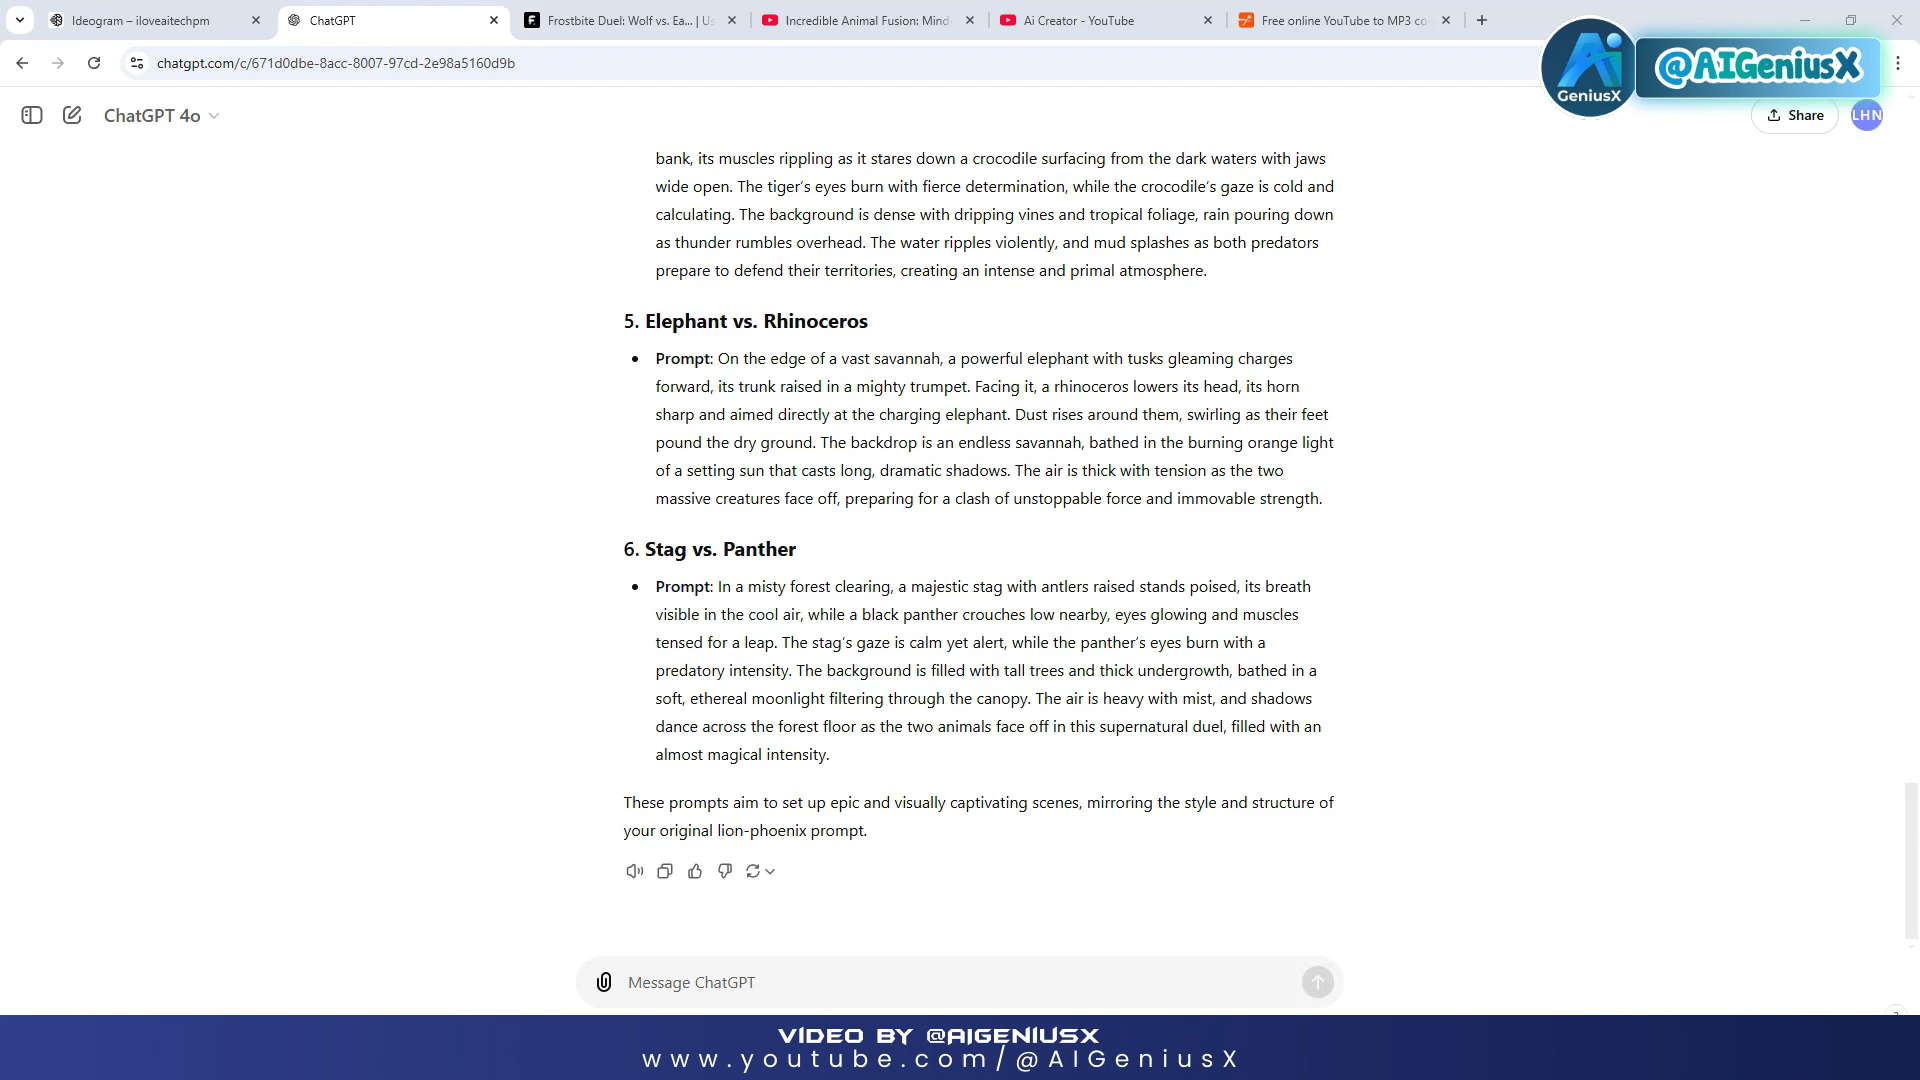 Ideogram – iloveaitechpm
ChatGPT
Frostbite Duel: Wolf vs. Ea... | Us
Incredible Animal Fusion: Mind-
Ai Creator - YouTube
Free online YouTube to MP3 co
chatgpt.com/c/671d0dbe-8acc-8007-97cd-2e98a5160d9b
Ai
GeniusX
@AIGeniusX
ChatGPT 4o
Share
LHN
bank, its muscles rippling as it stares down a crocodile surfacing from the dark waters with jaws
wide open. The tiger’s eyes burn with fierce determination, while the crocodile’s gaze is cold and
calculating. The background is dense with dripping vines and tropical foliage, rain pouring down
as thunder rumbles overhead. The water ripples violently, and mud splashes as both predators
prepare to defend their territories, creating an intense and primal atmosphere.
5. Elephant vs. Rhinoceros
• Prompt: On the edge of a vast savannah, a powerful elephant with tusks gleaming charges
forward, its trunk raised in a mighty trumpet. Facing it, a rhinoceros lowers its head, its horn
sharp and aimed directly at the charging elephant. Dust rises around them, swirling as their feet
pound the dry ground. The backdrop is an endless savannah, bathed in the burning orange light
of a setting sun that casts long, dramatic shadows. The air is thick with tension as the two
massive creatures face off, preparing for a clash of unstoppable force and immovable strength.
6. Stag vs. Panther
• Prompt: In a misty forest clearing, a majestic stag with antlers raised stands poised, its breath
visible in the cool air, while a black panther crouches low nearby, eyes glowing and muscles
tensed for a leap. The stag’s gaze is calm yet alert, while the panther’s eyes burn with a
predatory intensity. The background is filled with tall trees and thick undergrowth, bathed in a
soft, ethereal moonlight filtering through the canopy. The air is heavy with mist, and shadows
dance across the forest floor as the two animals face off in this supernatural duel, filled with an
almost magical intensity.
These prompts aim to set up epic and visually captivating scenes, mirroring the style and structure of
your original lion-phoenix prompt.
Message ChatGPT
VIDEO BY @AIGENIUSX
www.youtube.com/@AIGeniusX